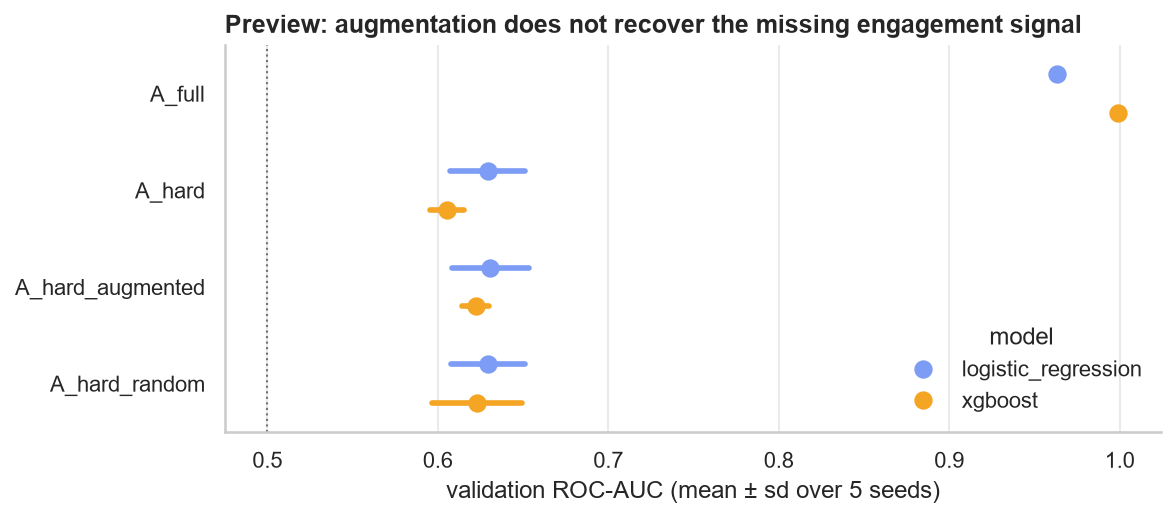 Preview: augmentation does not recover the missing engagement signal
A_full
A_hard
A_hard_augmented
A_hard_random
model
logistic_regression
xgboost
0.5 0.6 0.7 0.8 0.9 1.0
validation ROC-AUC (mean ± sd over 5 seeds)